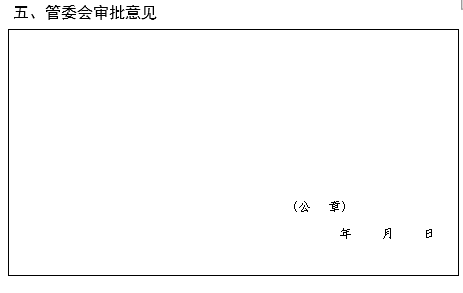 五、管委会审批意见
（公　章）
年　月　日